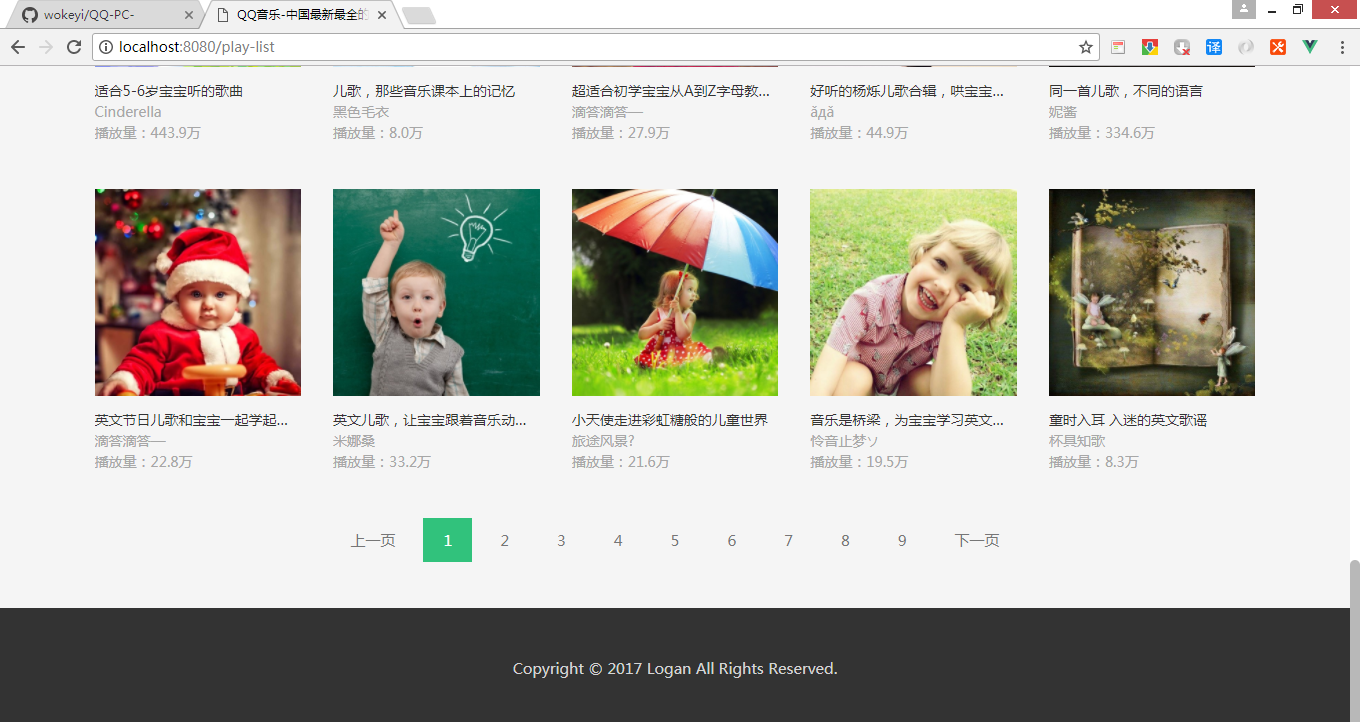 wokeyi/QQ-PC-
QQ音乐-中国最新最全的
localhost:8080/play-list
译
适合5-6岁宝宝听的歌曲
Cinderella
播放量：443.9万
儿歌，那些音乐课本上的记忆
黑色毛衣
播放量：8.0万
超适合初学宝宝从A到Z字母教...
滴答滴答—
播放量：27.9万
好听的杨烁儿歌合辑，哄宝宝...
ǎдǎ
播放量：44.9万
同一首儿歌，不同的语言
妮酱
播放量：334.6万
英文节日儿歌和宝宝一起学起...
滴答滴答—
播放量：22.8万
英文儿歌，让宝宝跟着音乐动...
米娜桑
播放量：33.2万
小天使走进彩虹糖般的儿童世界
旅途风景?
播放量：21.6万
音乐是桥梁，为宝宝学习英文...
怜音止梦ソ
播放量：19.5万
童时入耳 入迷的英文歌谣
杯具知歌
播放量：8.3万
上一页 1 2 3 4 5 6 7 8 9 下一页
Copyright © 2017 Logan All Rights Reserved.